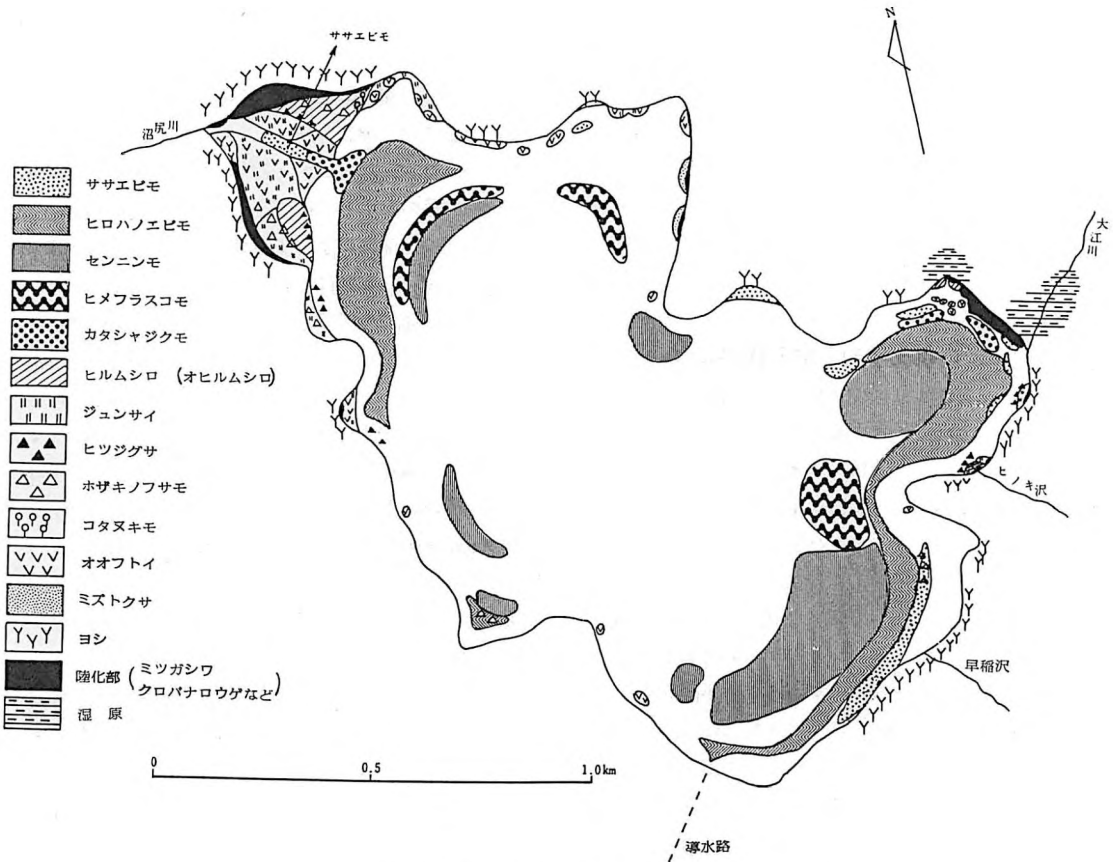 ササエビモ
N
沼尻川
大江川
ササエビモ
ヒロハノエビモ
センニンモ
ヒメフラスコモ
カタシャジクモ
ヒルムシロ (オヒルムシロ)
ジュンサイ
ヒツジグサ
ホザキノフサモ
コタヌキモ
オオフトイ
ミズトクサ
ヨシ
陸化部 (ミツガシワ
クロバナロウゲなど)
湿原
ヒノキ沢
早稲沢
0 0.5 1.0km
導水路